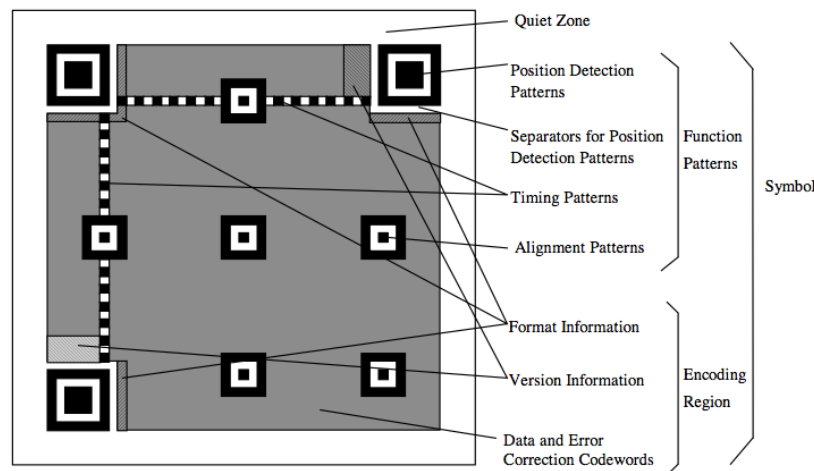 Quiet Zone
Position Detection
Patterns
Separators for Position
Detection Patterns
Function
Patterns
Symbol
Timing Patterns
Alignment Patterns
Format Information
Version Information
Encoding
Region
Data and Error
Correction Codewords